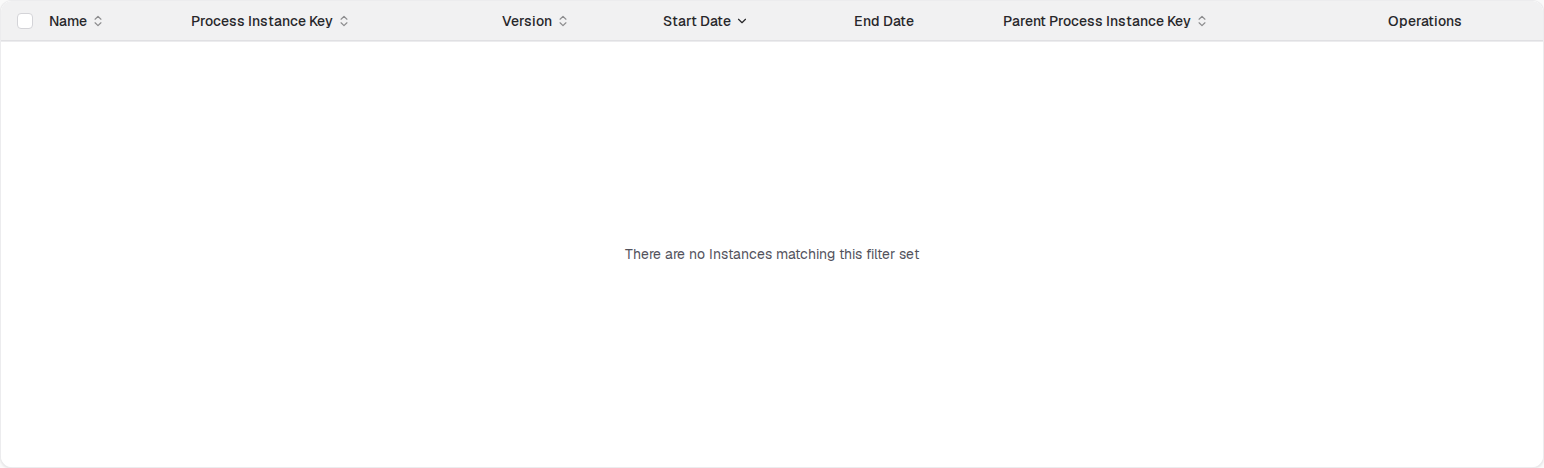 Name Process Instance Key Version Start Date End Date Parent Process Instance Key Operations
There are no Instances matching this filter set